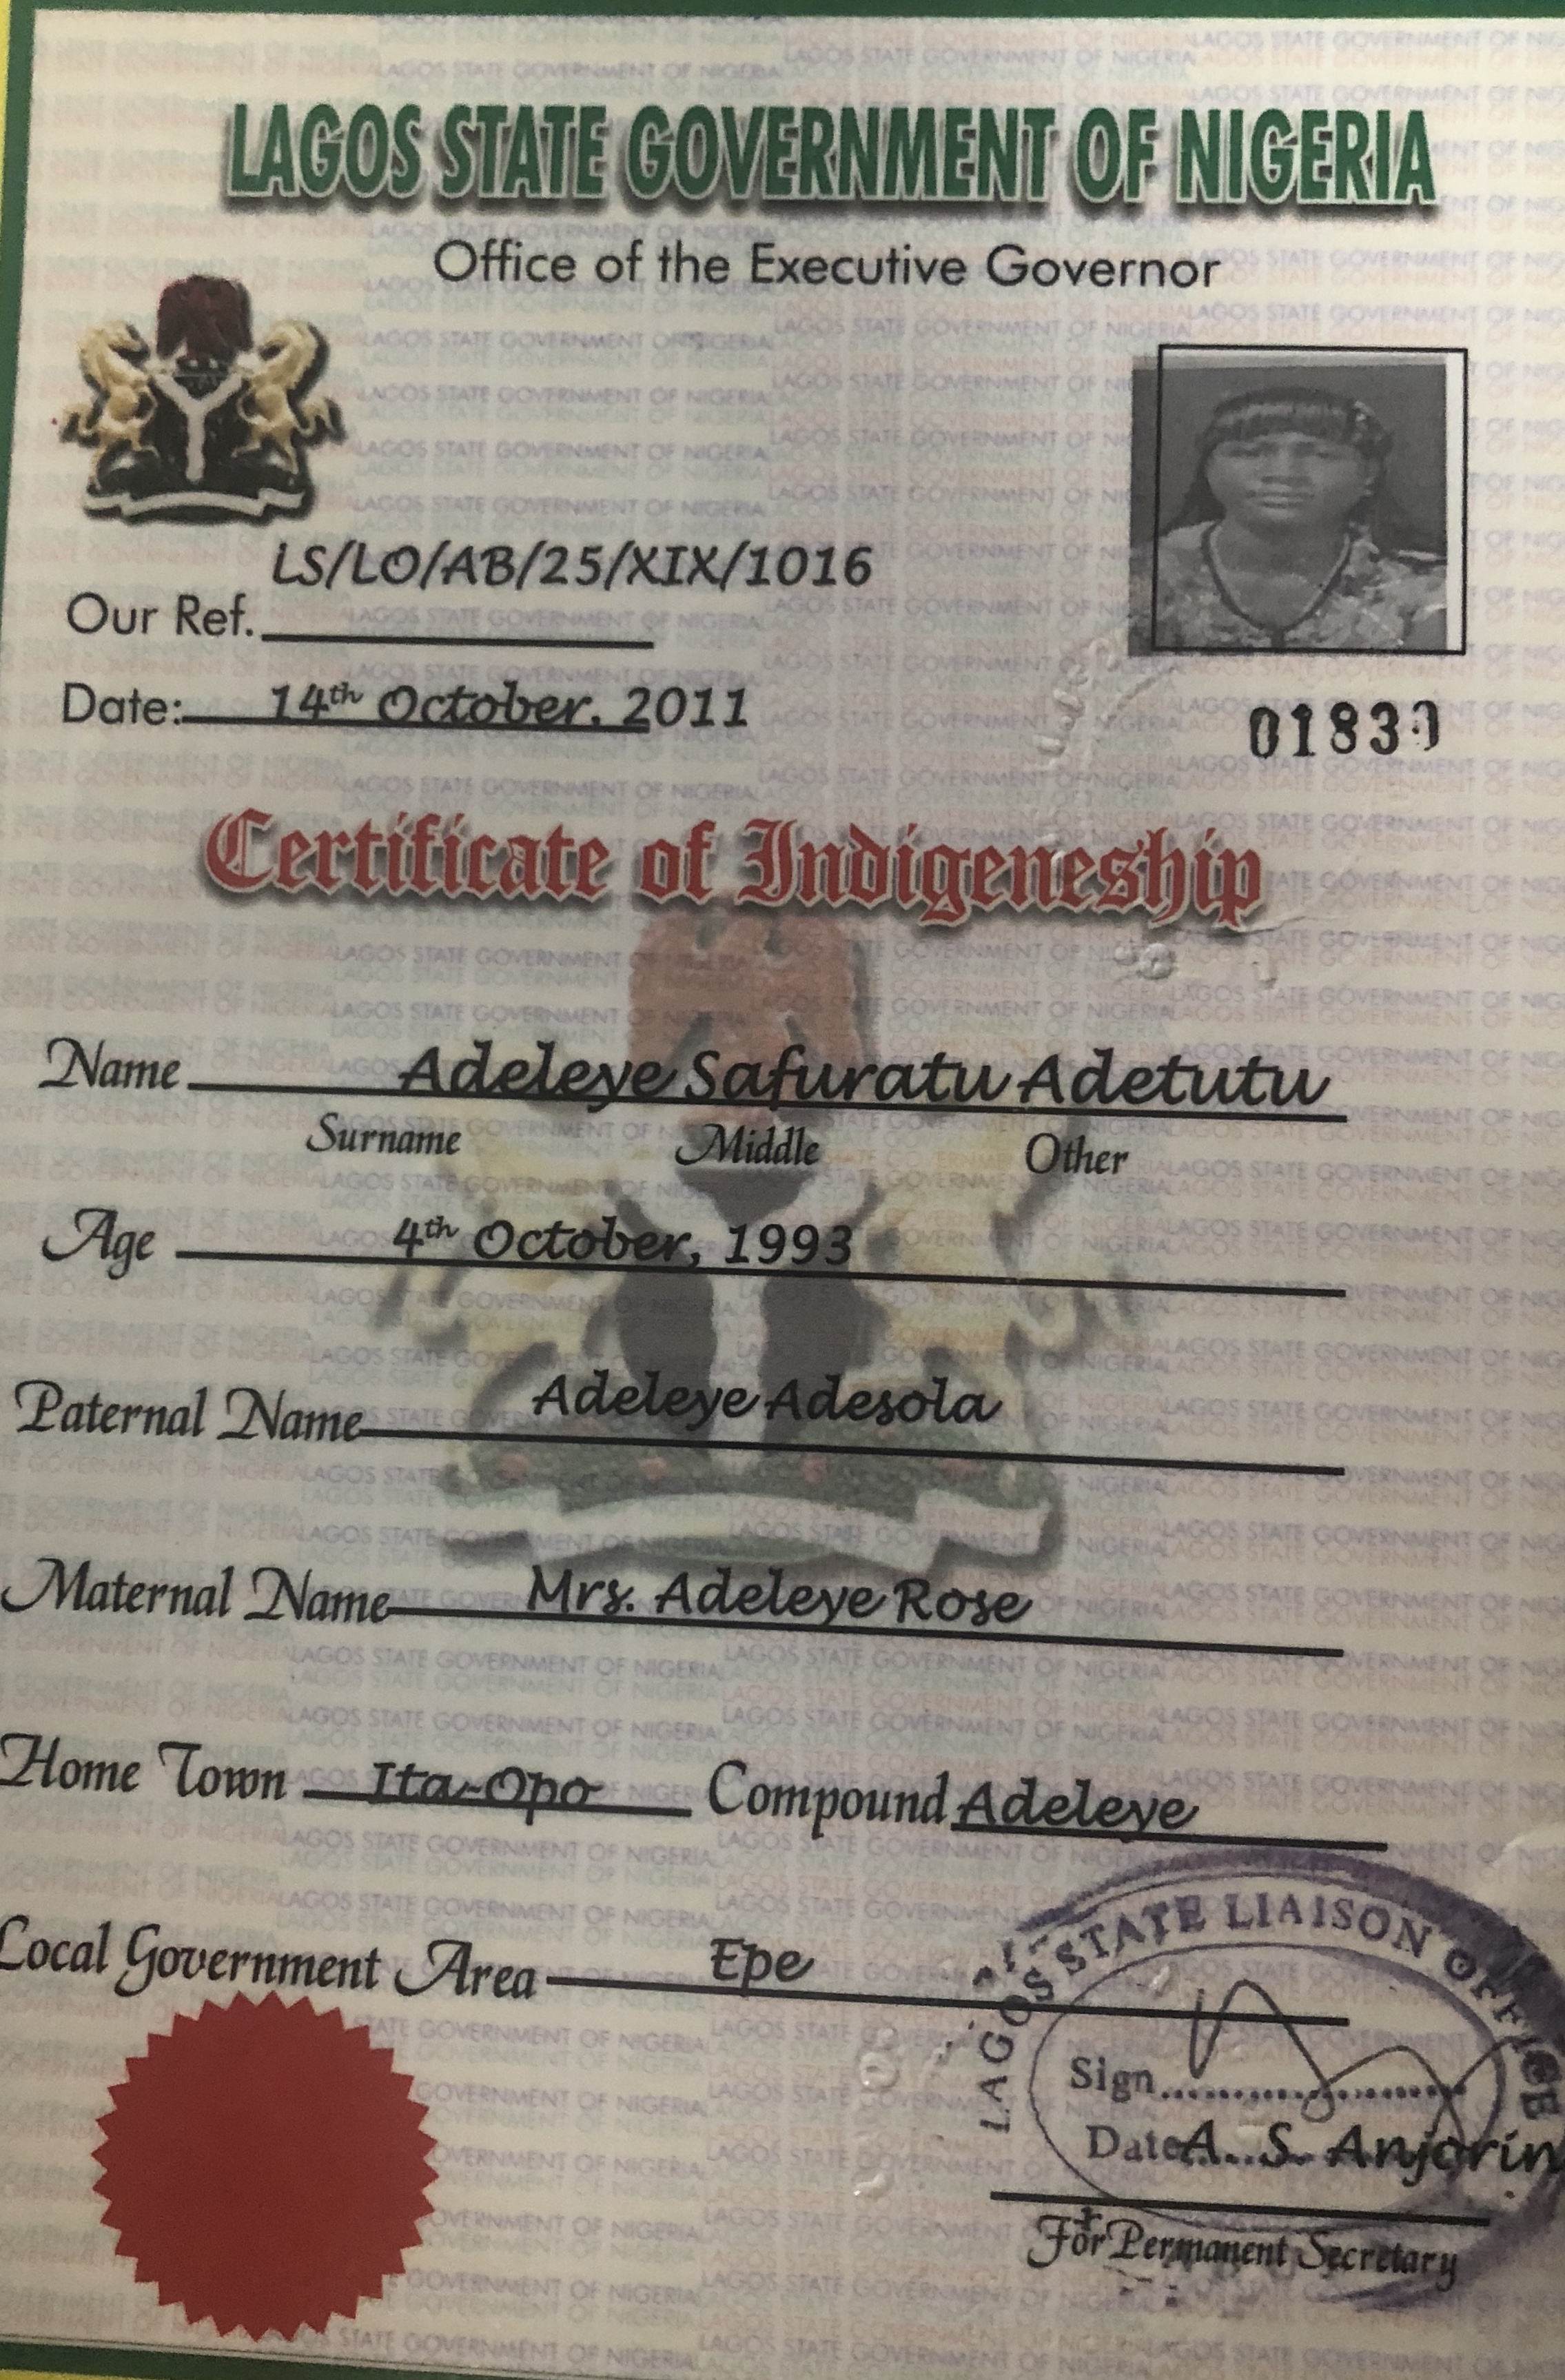 LAGOS STATE GOVERNMENT OF NIGERIA
Office of the Executive Governor
LS/LO/AB/25/XIX/1016
Our Ref.
Date: 14th October, 2011
Certificate of Indigeneship
Name Adeleye Safuratu Adetutu
Surname Middle Other
Age 4th October, 1993
Paternal Name Adeleye Adesola
Maternal Name Mrs. Adeleye Rose
Home Town Ita-Opo Compound Adeleye
Local Government Area Epe
LAGOS STATE LIAISON OFFICE
Sign
Date
A. S. Anjorin
For Permanent Secretary